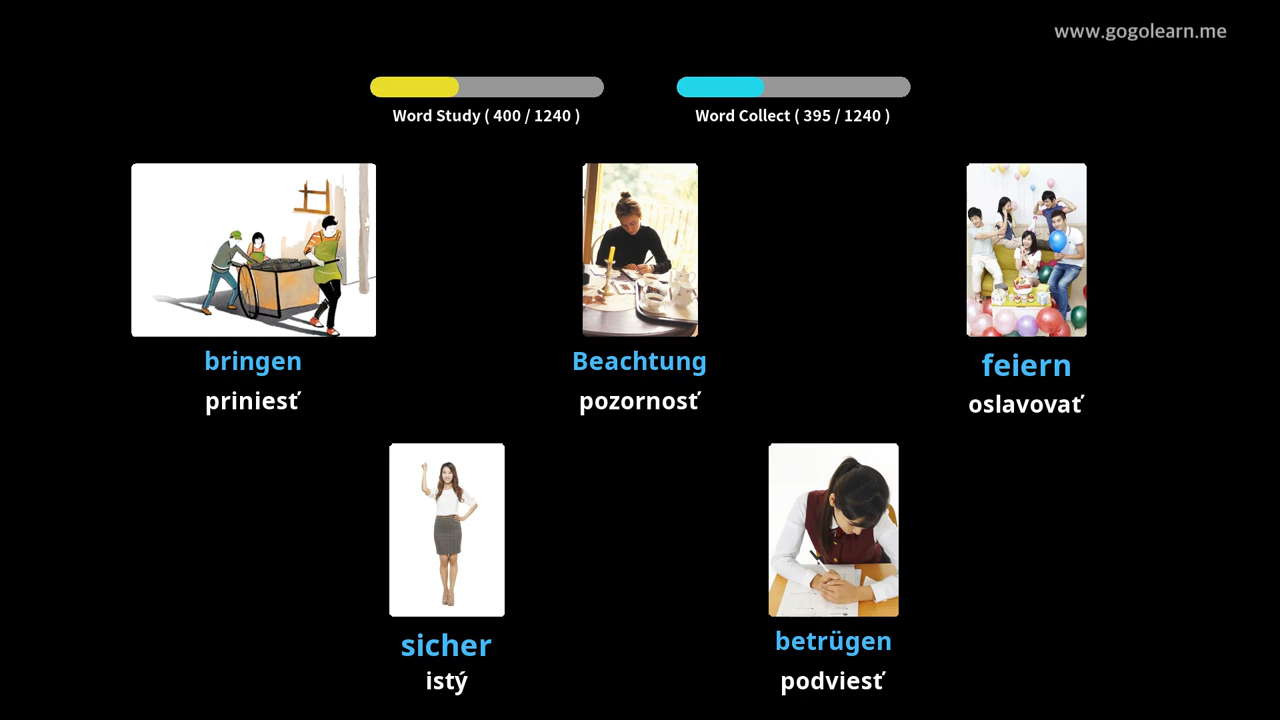 www.gogolearn.me
Word Study ( 400 / 1240 )
Word Collect ( 395 / 1240 )
bringen
priniesť
Beachtung
pozornosť
feiern
oslavovať
sicher
istý
betrügen
podviesť